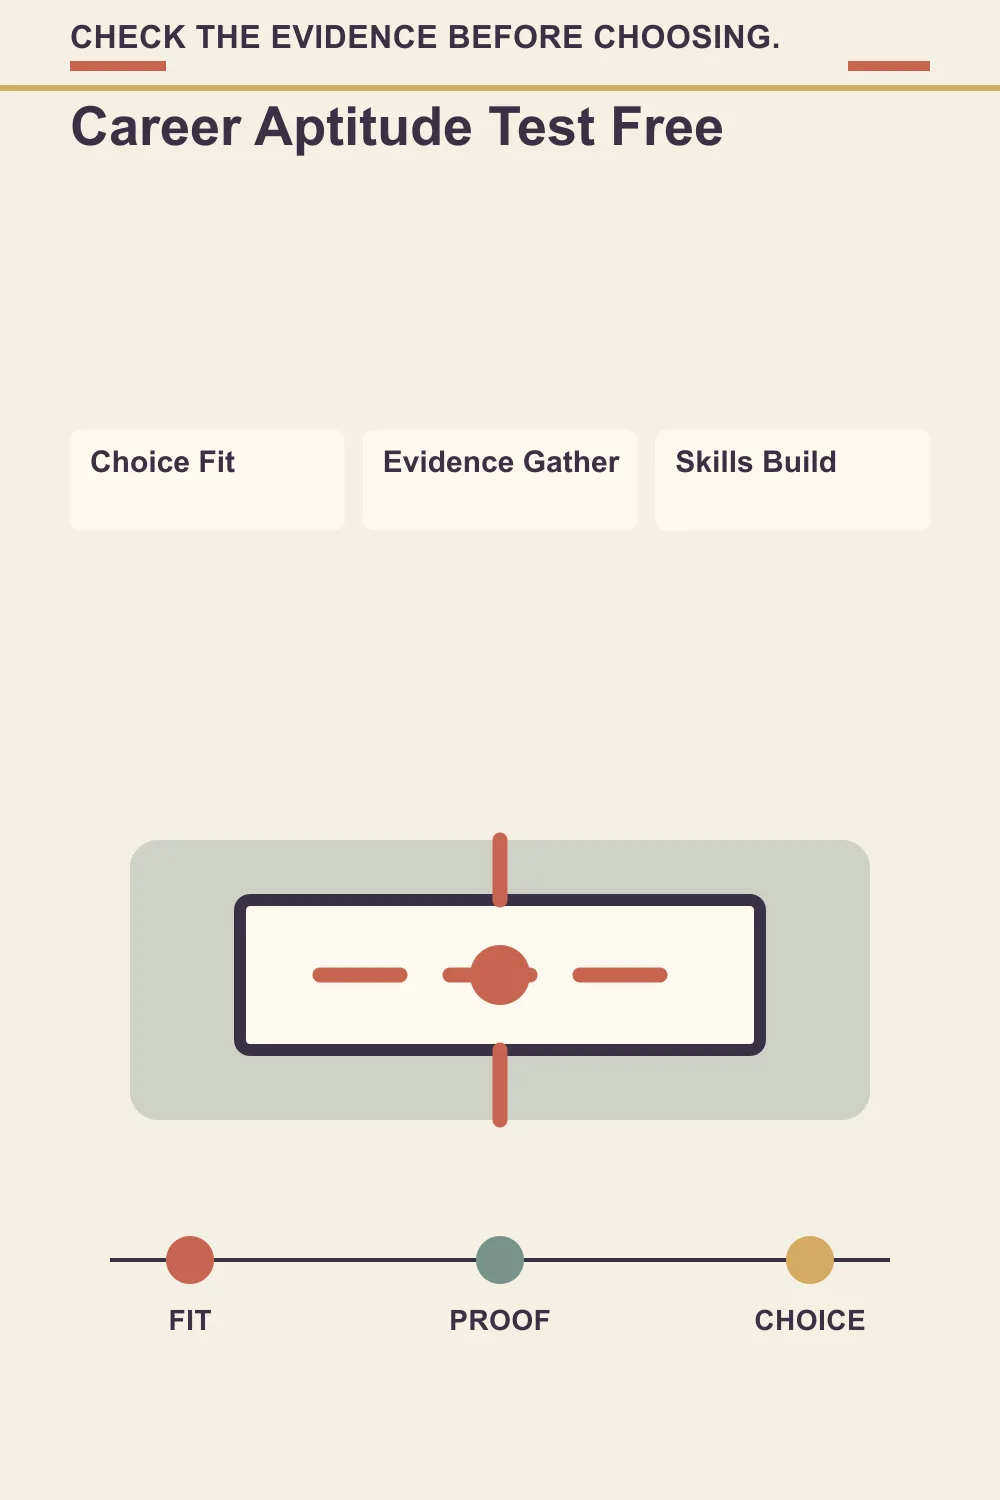 CHECK THE EVIDENCE BEFORE CHOOSING.
Career Aptitude Test Free
Choice Fit
Evidence Gather
Skills Build
FIT
PROOF
CHOICE